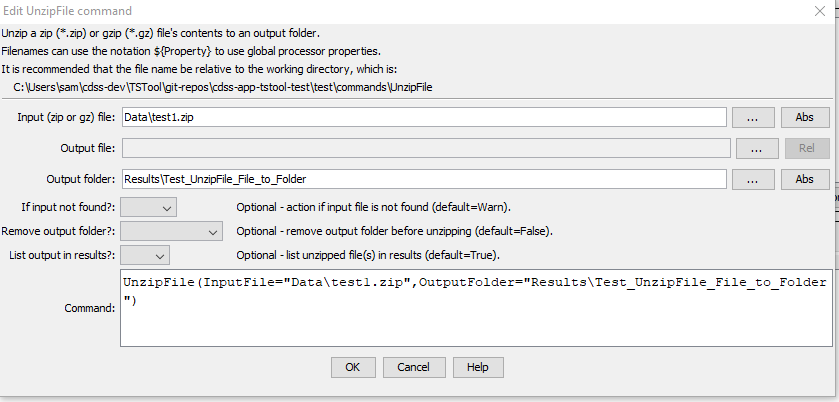 Edit UnzipFile command
Unzip a zip (*.zip) or gzip (*.gz) file's contents to an output folder.
Filenames can use the notation ${Property} to use global processor properties.
It is recommended that the file name be relative to the working directory, which is:
C:\Users\sam\cdss-dev\TSTool\git-repos\cdss-app-tstool-test\test\commands\UnzipFile
Input (zip or gz) file: Data\test1.zip ... Abs
Output file: ... Rel
Output folder: Results\Test_UnzipFile_File_to_Folder ... Abs
If input not found?: Optional - action if input file is not found (default=Warn).
Remove output folder?: Optional - remove output folder before unzipping (default=False).
List output in results?: Optional - list unzipped file(s) in results (default=True).
Command: UnzipFile(InputFile="Data\test1.zip",OutputFolder="Results\Test_UnzipFile_File_to_Folder
")
OK Cancel Help